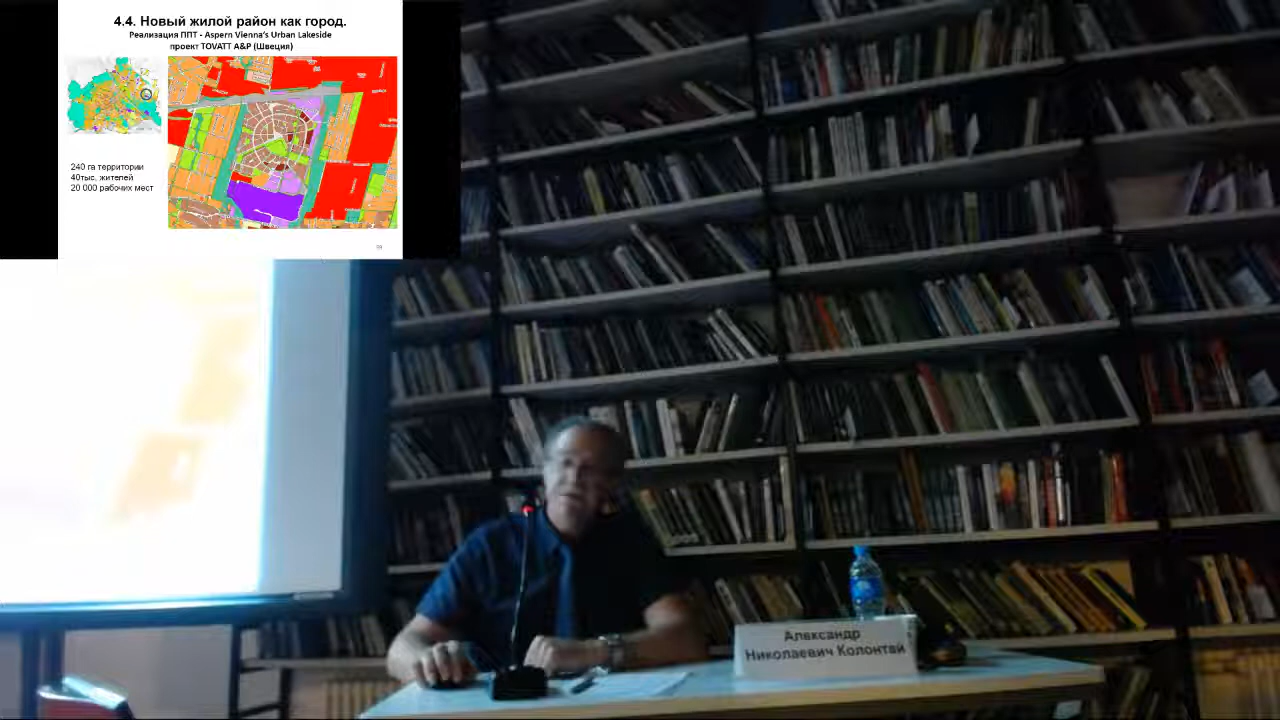 4.4. Новый жилой район как город.
Реализация ППТ - Aspern Vienna's Urban Lakeside
проект TOVATT A&P (Швеция)
240 га территории
40тыс. жителей
20 000 рабочих мест
Александр
Николаевич Колонтай